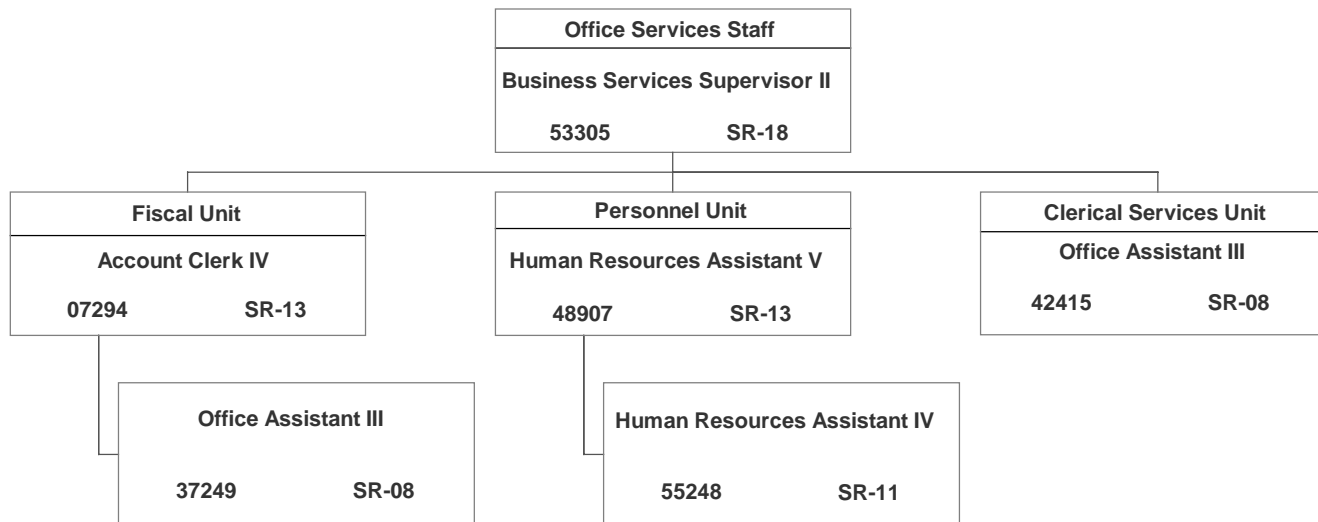 Office Services Staff
Business Services Supervisor II
53305 SR-18
Fiscal Unit
Account Clerk IV
07294 SR-13
Office Assistant III
37249 SR-08
Personnel Unit
Human Resources Assistant V
48907 SR-13
Human Resources Assistant IV
55248 SR-11
Clerical Services Unit
Office Assistant III
42415 SR-08